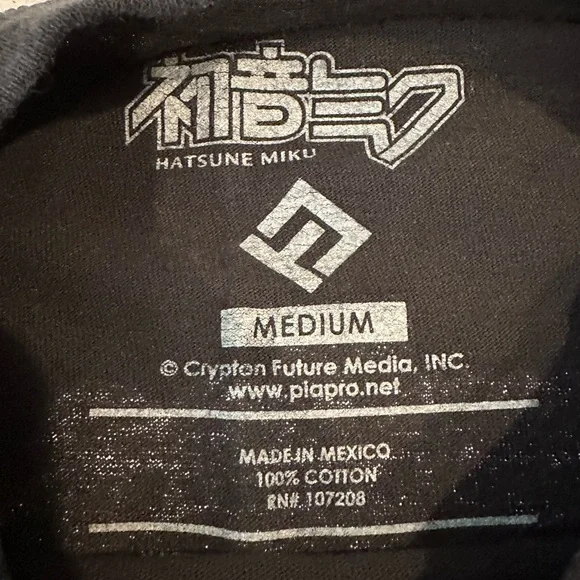 初音ミク
HATSUNE MIKU
MEDIUM
© Crypton Future Media, INC.
www.piapro.net
MADE IN MEXICO
100% COTTON
RN# 107208